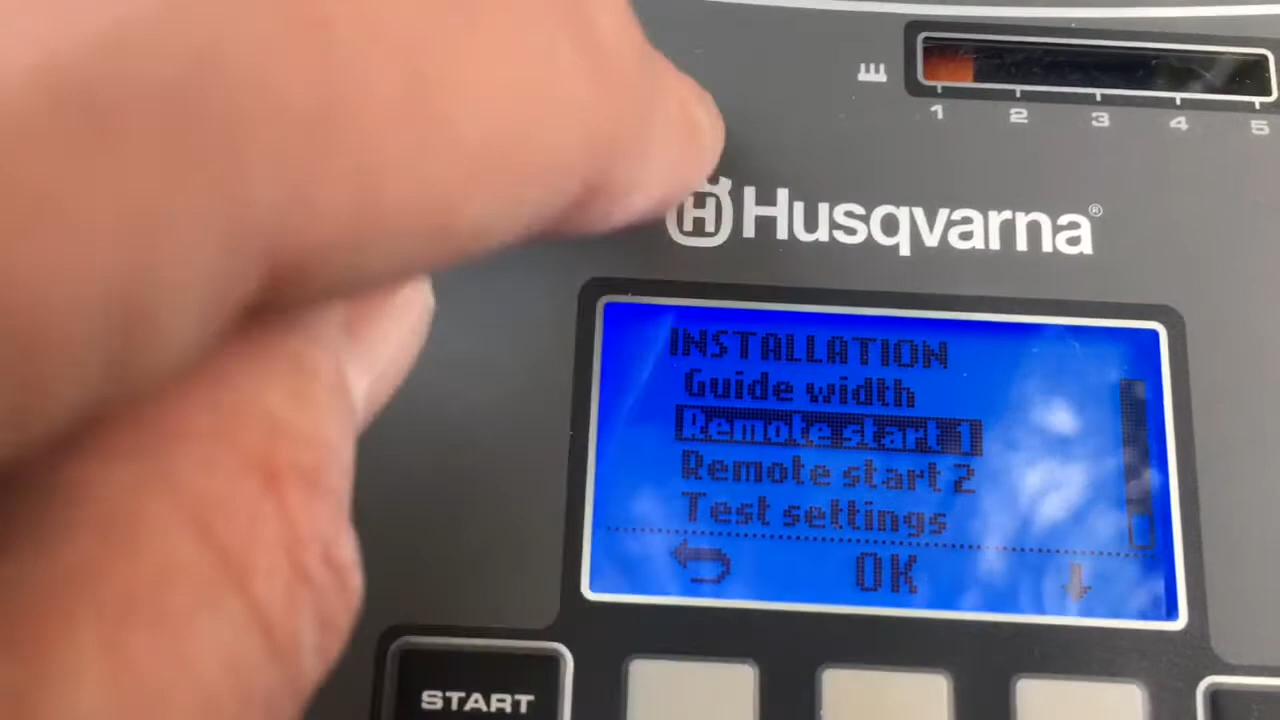 1 2 3 4 5
H Husqvarna®
INSTALLATION
Guide width
Remote start 1
Remote start 2
Test settings
OK
START